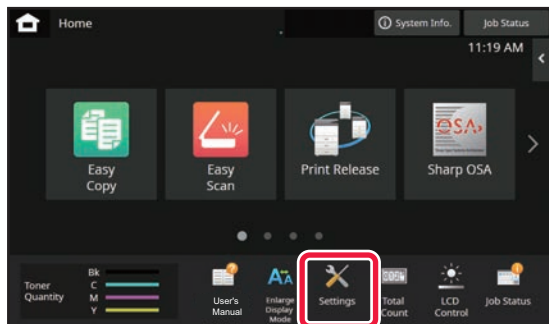 Home
System Info.
Job Status
11:19 AM
Easy
Copy
Easy
Scan
Print Release
OSA
Sharp OSA
Toner
Quantity
Bk
C
M
Y
User's
Manual
AA
Enlarge
Display
Mode
Settings
Total
Count
LCD
Control
Job Status